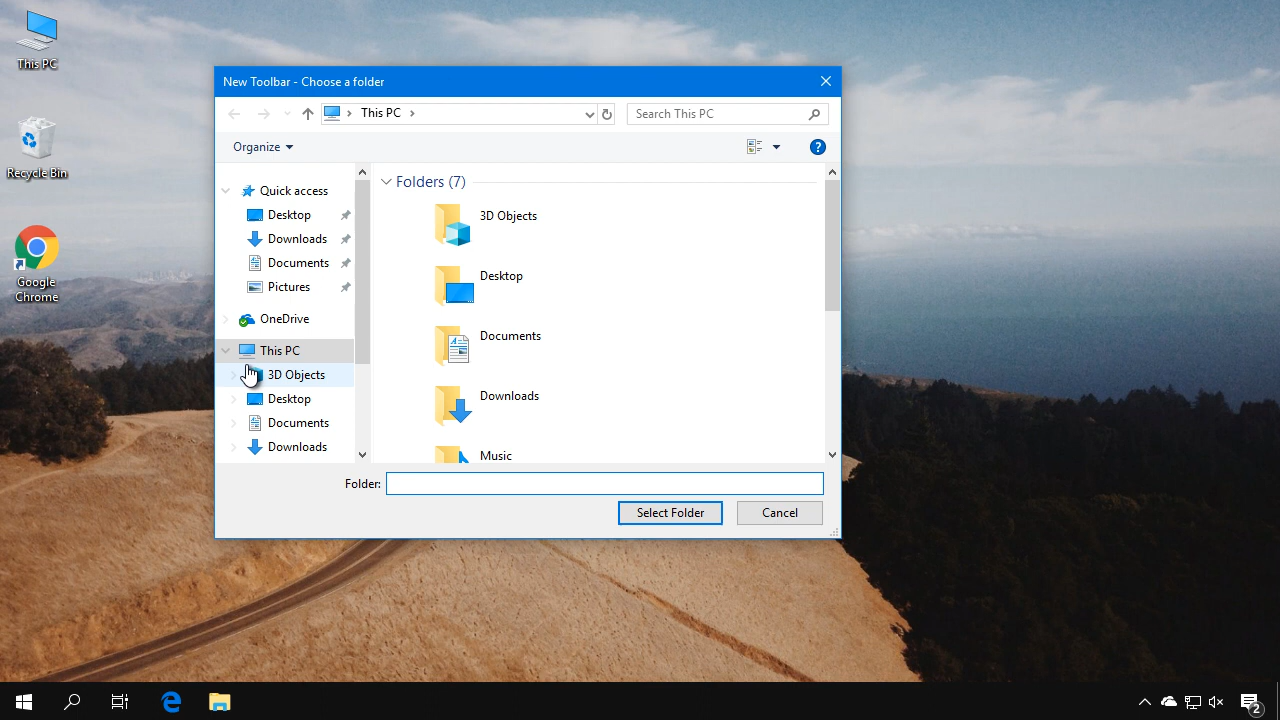 This PC
Recycle Bin
Google
Chrome
New Toolbar - Choose a folder
This PC
Search This PC
Organize
?
Quick access
Desktop
Downloads
Documents
Pictures
OneDrive
This PC
3D Objects
Desktop
Documents
Downloads
Folders (7)
3D Objects
Desktop
Documents
Downloads
Music
Folder:
Select Folder
Cancel
2